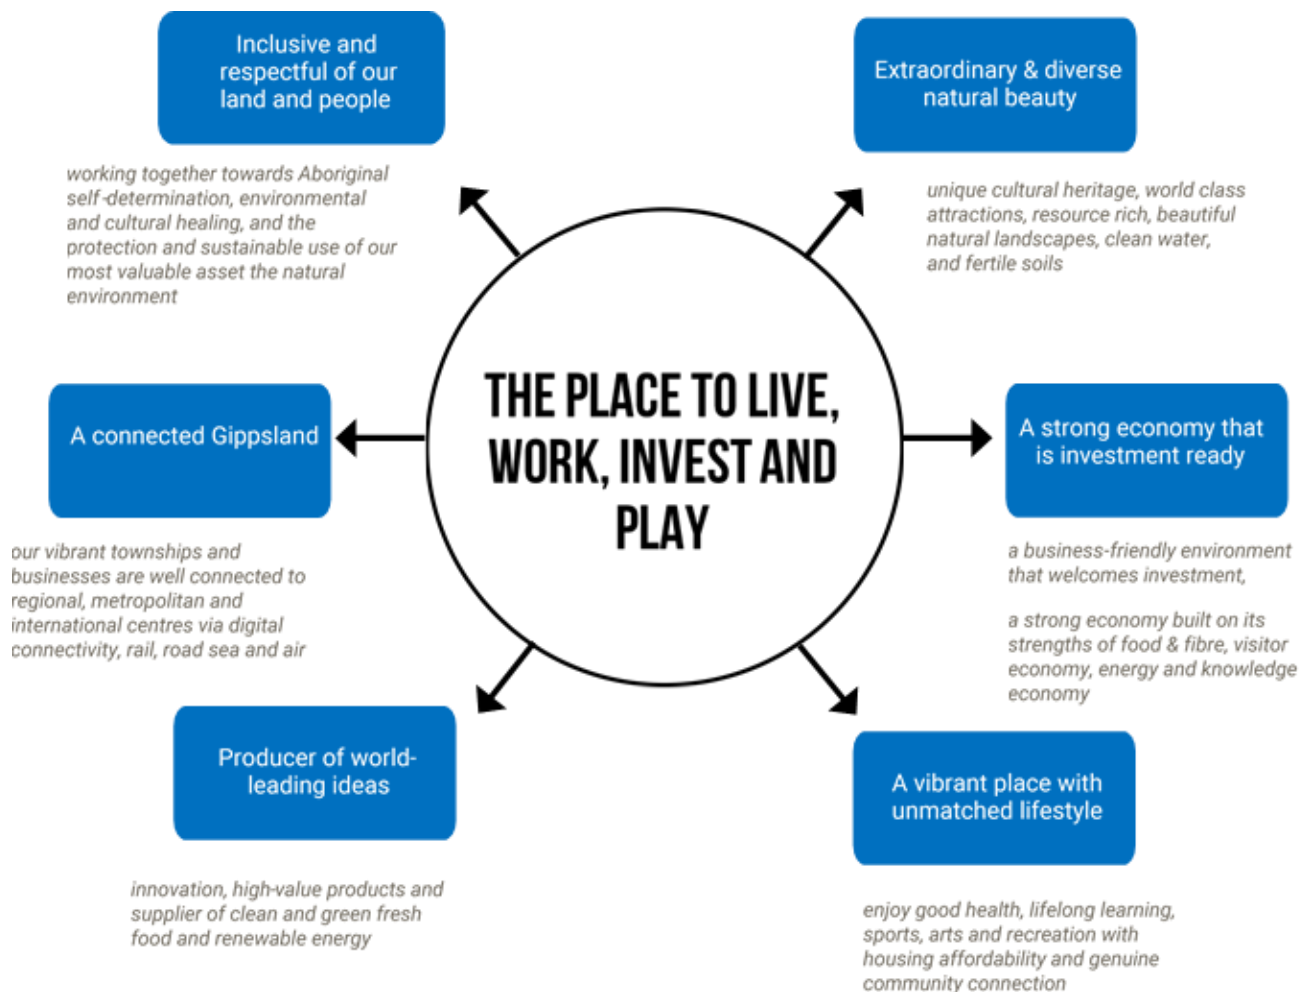 Inclusive and
respectful of our
land and people
working together towards Aboriginal
self-determination, environmental
and cultural healing, and the
protection and sustainable use of our
most valuable asset the natural
environment
Extraordinary & diverse
natural beauty
unique cultural heritage, world class
attractions, resource rich, beautiful
natural landscapes, clean water,
and fertile soils
THE PLACE TO LIVE,
WORK, INVEST AND
PLAY
A connected Gippsland
our vibrant townships and
businesses are well connected to
regional, metropolitan and
international centres via digital
connectivity, rail, road sea and air
A strong economy that
is investment ready
a business-friendly environment
that welcomes investment,
a strong economy built on its
strengths of food & fibre, visitor
economy, energy and knowledge
economy
Producer of world-
leading ideas
innovation, high-value products and
supplier of clean and green fresh
food and renewable energy
A vibrant place with
unmatched lifestyle
enjoy good health, lifelong learning,
sports, arts and recreation with
housing affordability and genuine
community connection